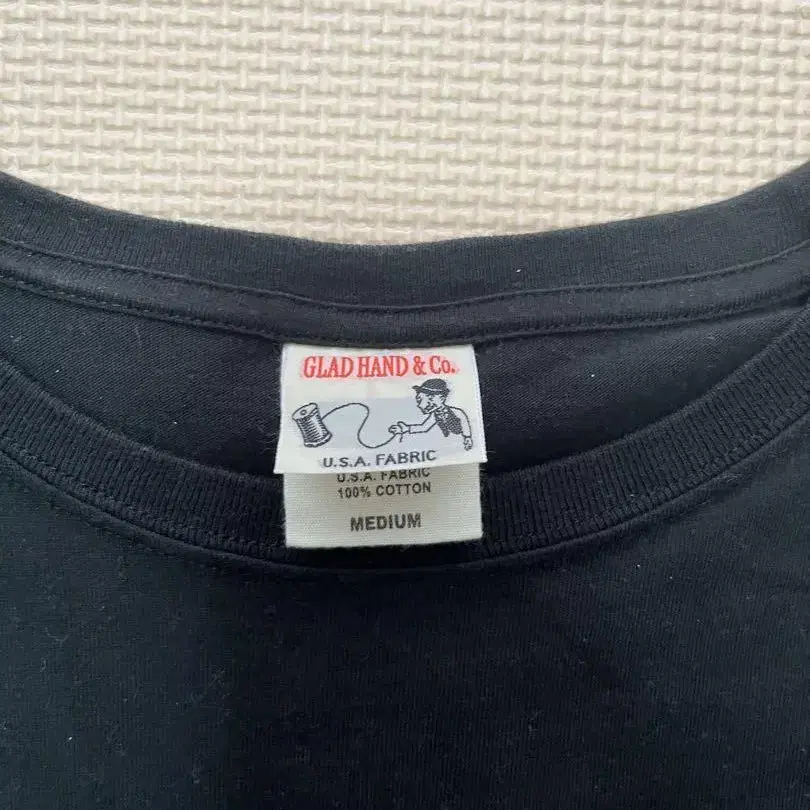 GLAD HAND & Co.
U.S.A. FABRIC
U.S.A. FABRIC
100% COTTON
MEDIUM